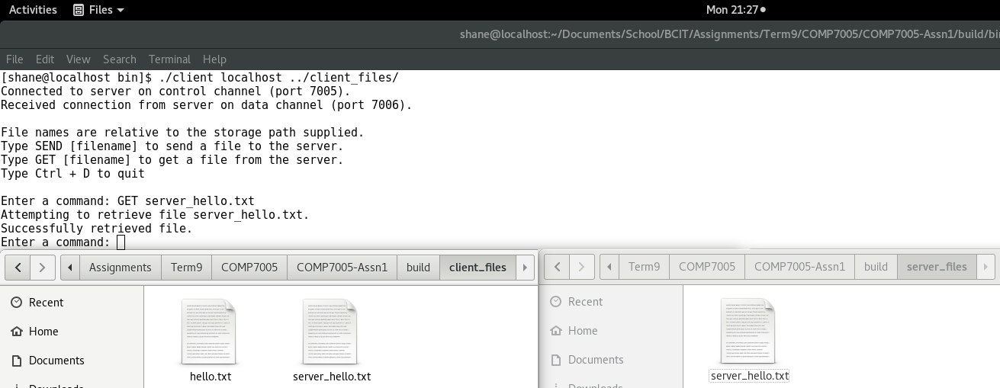 Activities Files Mon 21:27
shane@localhost:~/Documents/School/BCIT/Assignments/Term9/COMP7005/COMP7005-Assn1/build/bi
File Edit View Search Terminal Help
[shane@localhost bin]$ ./client localhost ../client_files/
Connected to server on control channel (port 7005).
Received connection from server on data channel (port 7006).
File names are relative to the storage path supplied.
Type SEND [filename] to send a file to the server.
Type GET [filename] to get a file from the server.
Type Ctrl + D to quit
Enter a command: GET server_hello.txt
Attempting to retrieve file server_hello.txt.
Successfully retrieved file.
Enter a command:
Assignments Term9 COMP7005 COMP7005-Assn1 build client_files
Recent
Home
Documents
Downloads
hello.txt server_hello.txt
Term9 COMP7005 COMP7005-Assn1 build server_files
Recent
Home
Documents
Downloads
server_hello.txt